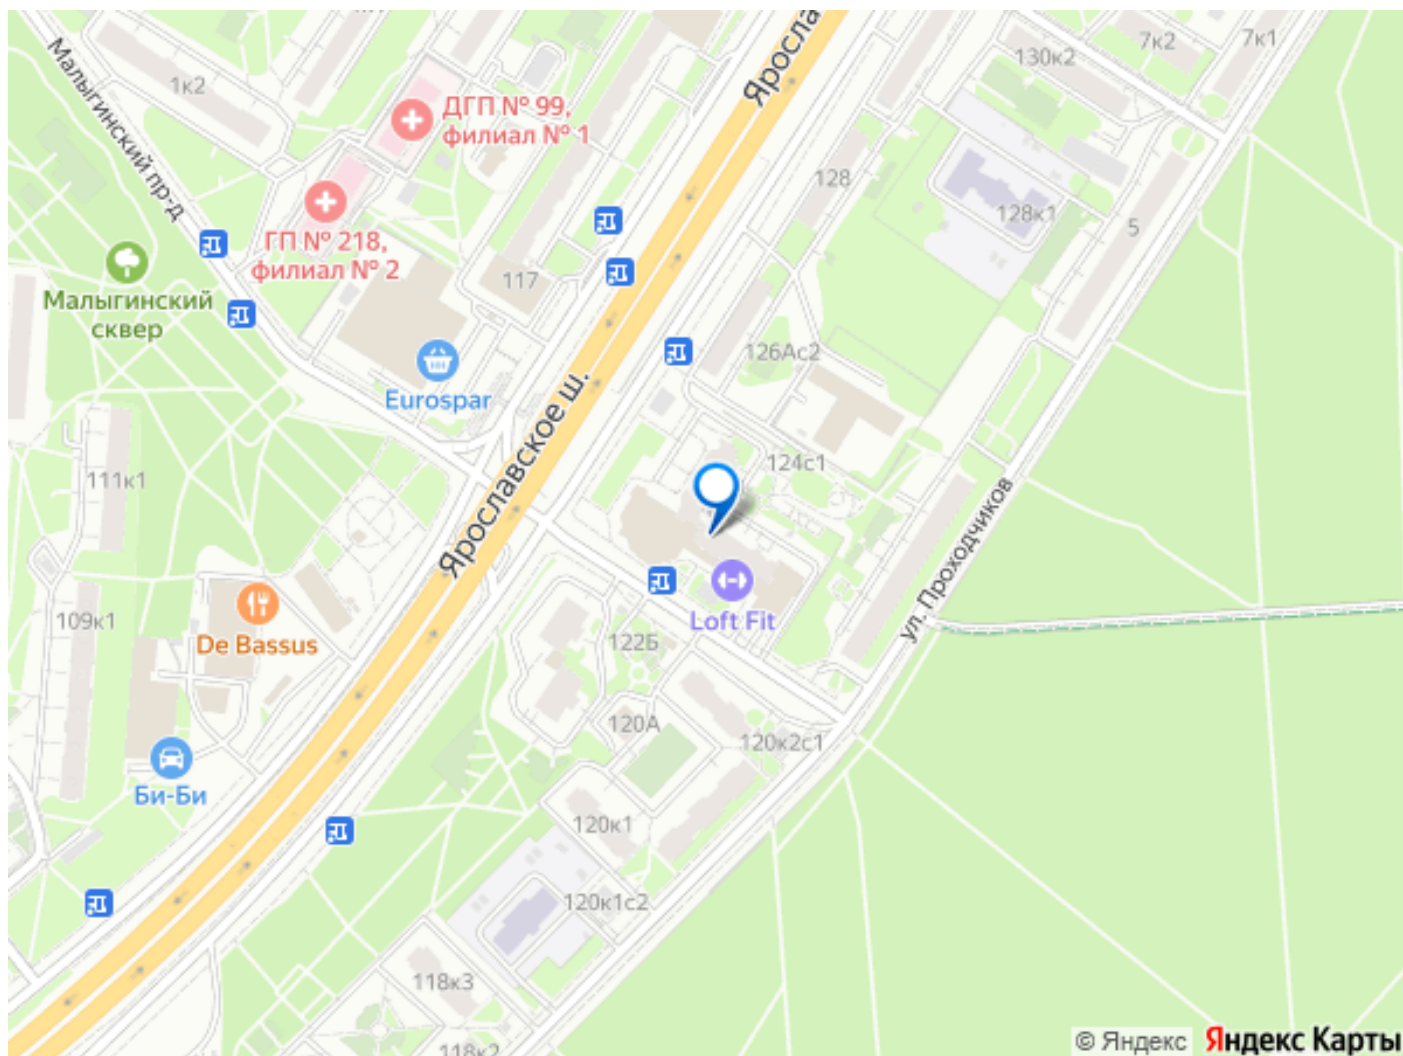 1к2
Малыгинский пр-д
ДГП № 99,
филиал № 1
ГП № 218,
филиал № 2
Малыгинский
сквер
117
Eurospar
Яросла
130к2
7к2
7к1
128
128к1
5
126Ас2
124с1
Ярославское ш.
ул. Проходчиков
Loft Fit
111к1
109к1
De Bassus
Би-Би
122Б
120А
120к2с1
120к1
120к1с2
118к3
118к2
© Яндекс Яндекс Карты